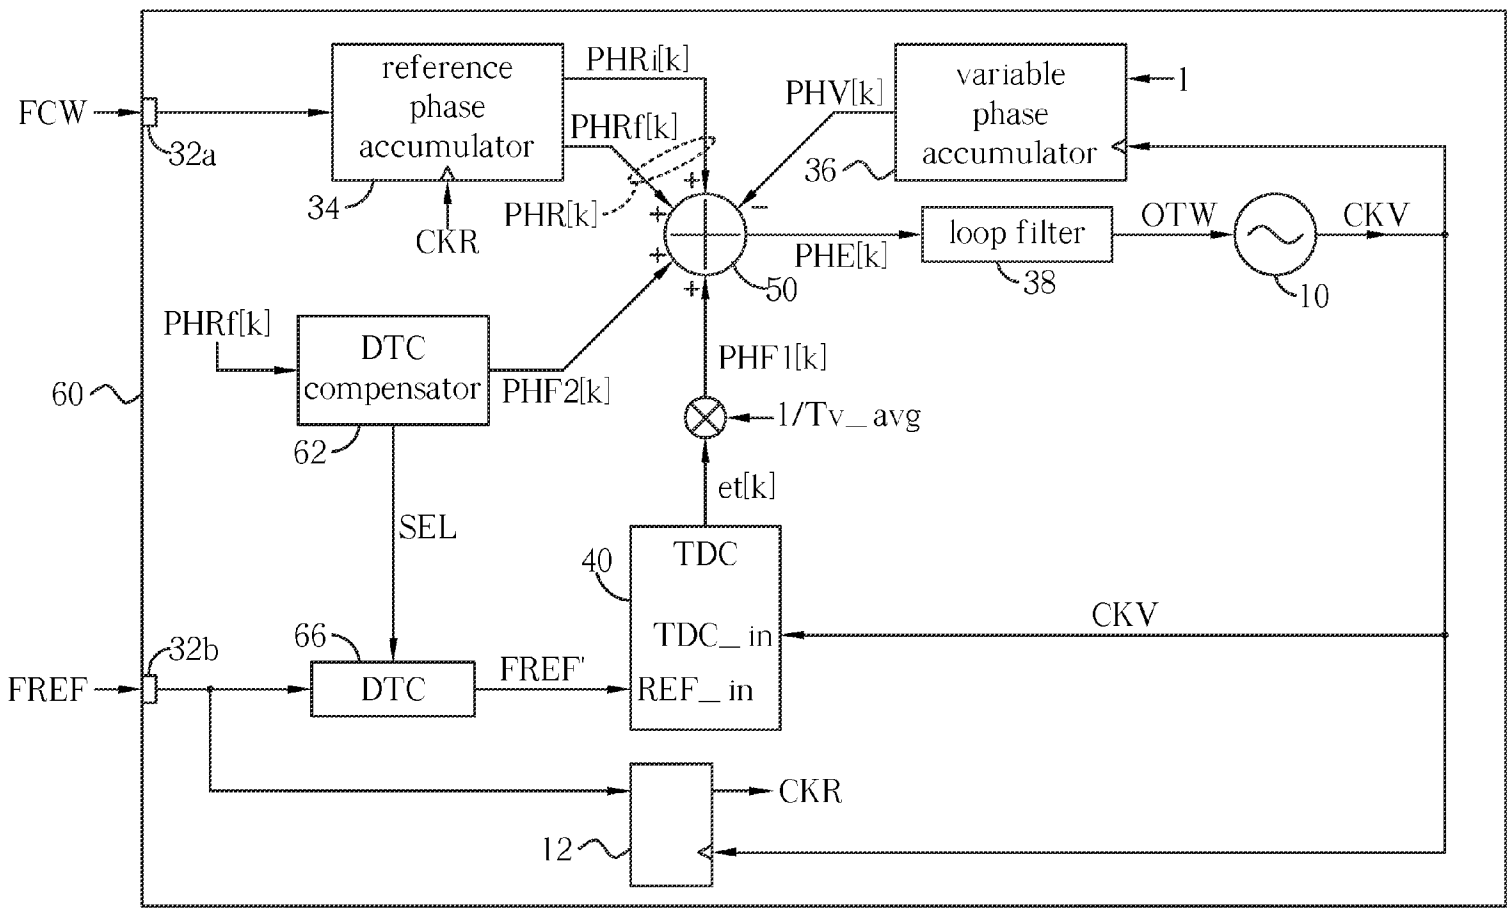 FCW
32a
reference
phase
accumulator
34
CKR
PHRi[k]
PHRf[k]
PHR[k]
PHV[k]
variable
phase
accumulator
36
1
+
+
+
+
−
50
PHE[k]
loop filter
38
OTW
10
CKV
PHRf[k]
DTC
compensator
62
PHF2[k]
PHF1[k]
1/Tv_avg
et[k]
60
SEL
TDC
40
TDC_in
REF_in
CKV
FREF
32b
66
DTC
FREF'
12
CKR